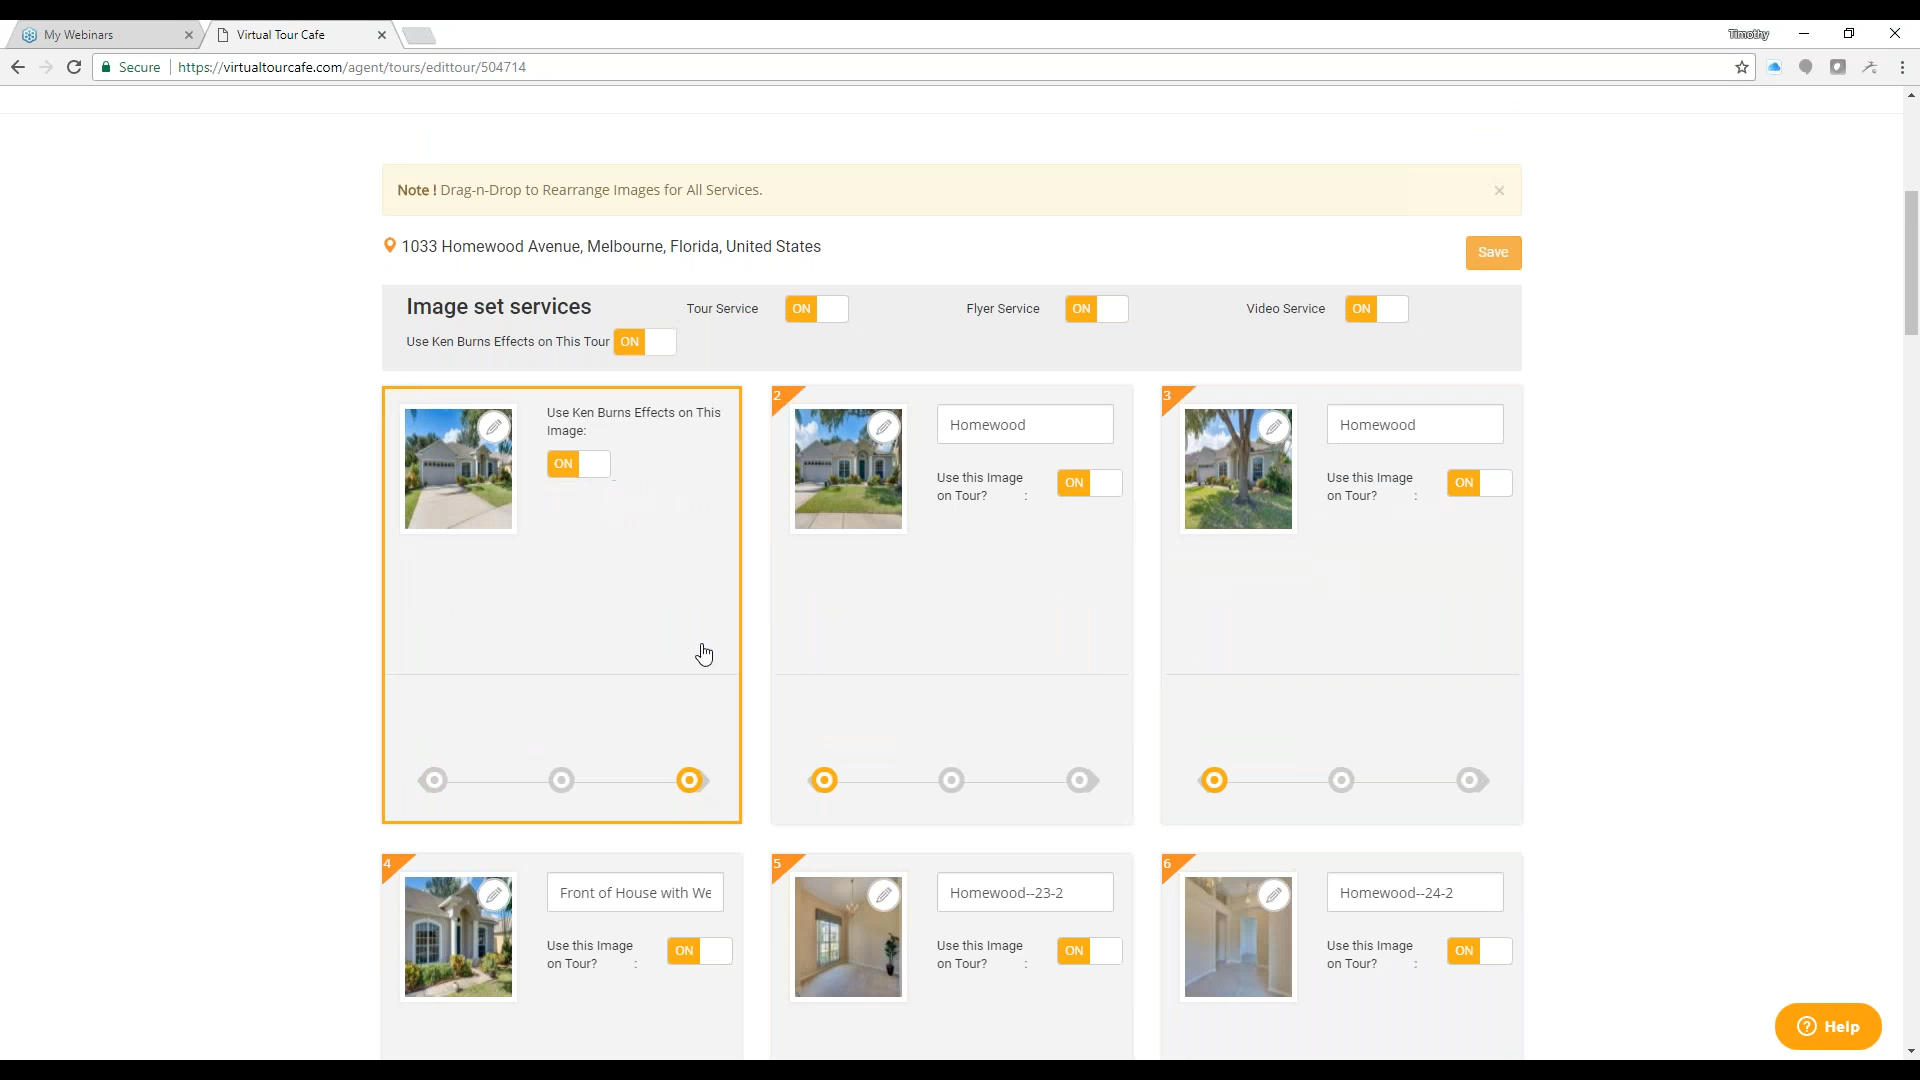 My Webinars
Virtual Tour Cafe
Timothy
Secure
https://virtualtourcafe.com/agent/tours/edittour/504714
Note ! Drag-n-Drop to Rearrange Images for All Services.
1033 Homewood Avenue, Melbourne, Florida, United States
Save
Image set services
Tour Service ON
Flyer Service ON
Video Service ON
Use Ken Burns Effects on This Tour ON
Use Ken Burns Effects on This
Image:
ON
2
Homewood
Use this Image
on Tour? :
ON
3
Homewood
Use this Image
on Tour? :
ON
4
Front of House with We
Use this Image
on Tour? :
ON
5
Homewood--23-2
Use this Image
on Tour? :
ON
6
Homewood--24-2
Use this Image
on Tour? :
ON
Help